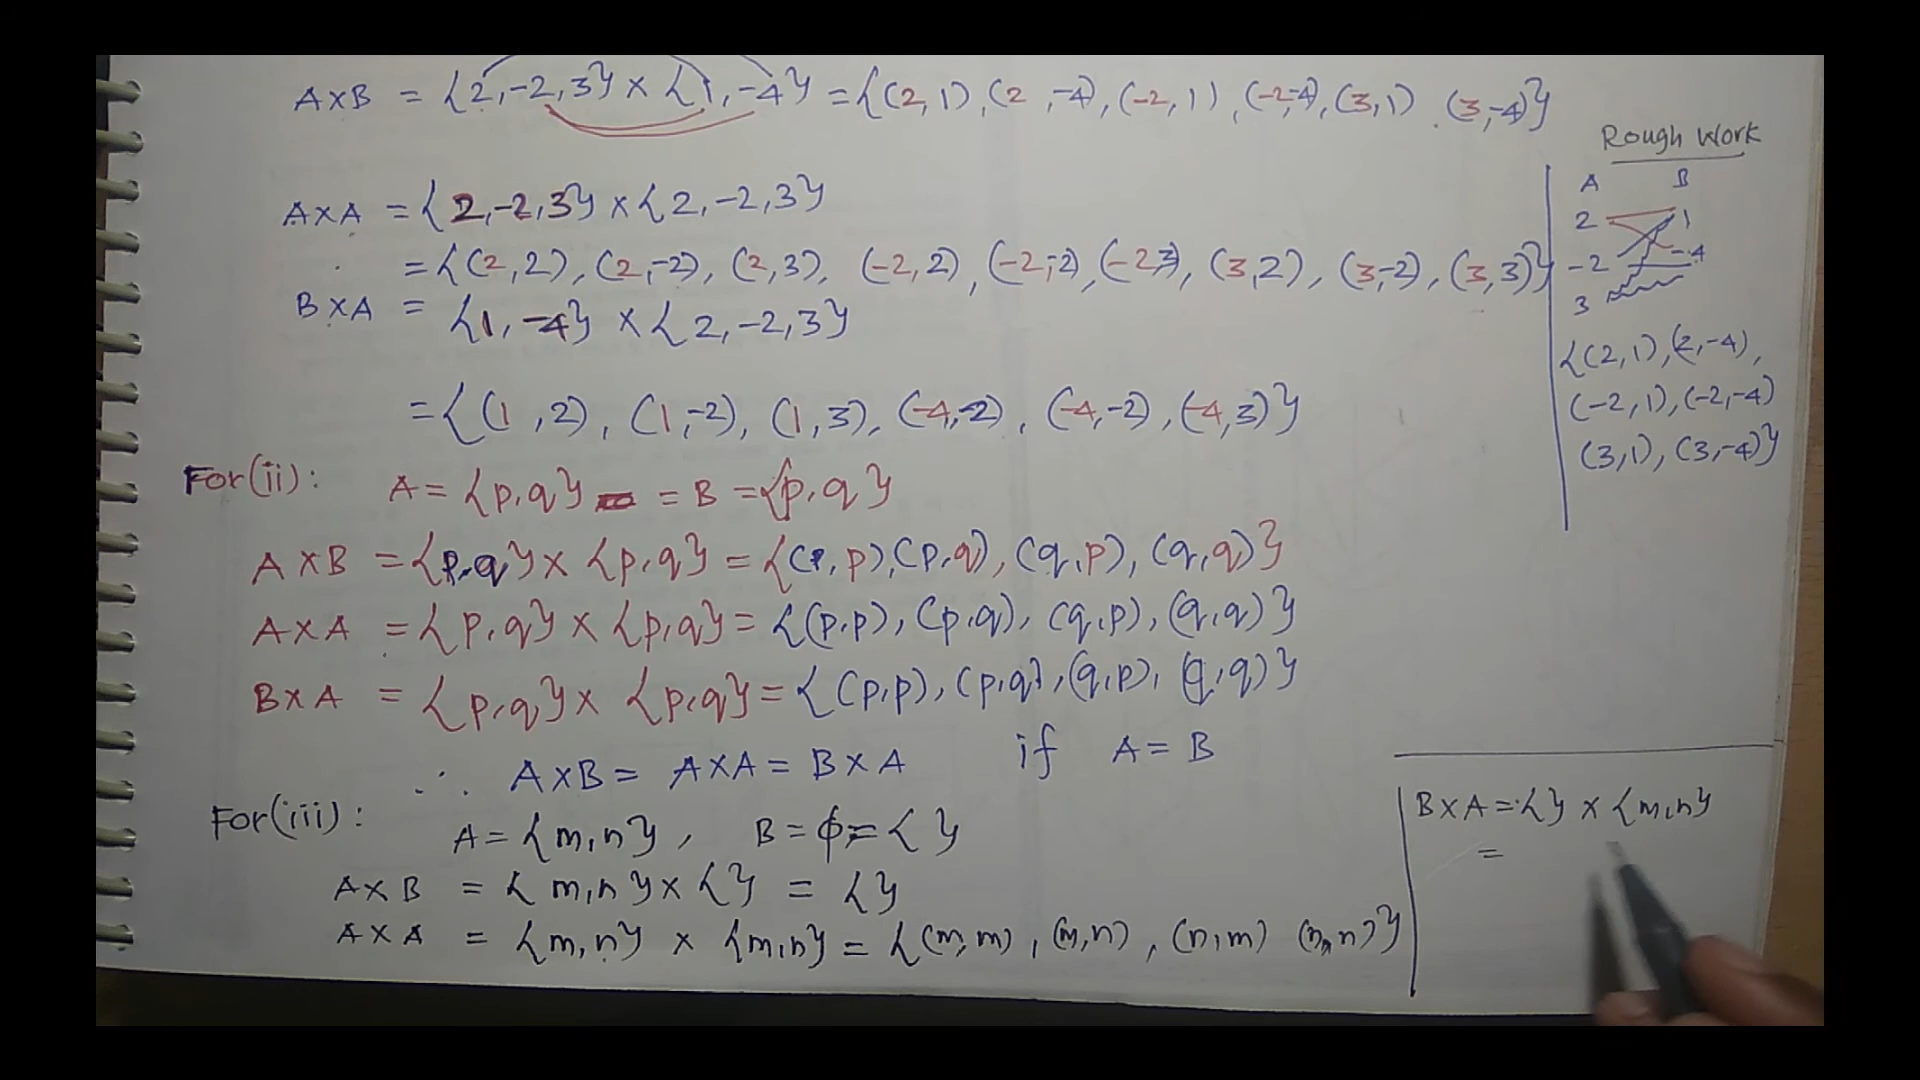 A×B = {2,-2,3} × {1,-4} = {(2,1),(2,-4),(-2,1),(-2,-4),(3,1),(3,-4)}
A×A = {2,-2,3} × {2,-2,3}
= {(2,2), (2,-2), (2,3), (-2,2), (-2,-2), (-2,3), (3,2), (3,-2), (3,3)}
B×A = {1,-4} × {2,-2,3}
= {(1,2), (1,-2), (1,3), (-4,-2), (-4,-2), (-4,3)}
For(ii): A = {p,q} = B = {p,q}
A×B = {p,q} × {p,q} = {(p,p),(p,q),(q,p),(q,q)}
A×A = {p,q} × {p,q} = {(p,p),(p,q),(q,p),(q,q)}
B×A = {p,q} × {p,q} = {(p,p),(p,q),(q,p),(q,q)}
∴ A×B = A×A = B×A if A = B
For(iii): A = {m,n}, B = ϕ = { }
A×B = {m,n} × { } = { }
A×A = {m,n} × {m,n} = {(m,m),(m,n),(n,m) (n,n)}
Rough Work
A B
2 1
-2 -4
3
{(2,1),(2,-4),
(-2,1),(-2,-4)
(3,1),(3,-4)}
B×A = { } × {m,n}
=